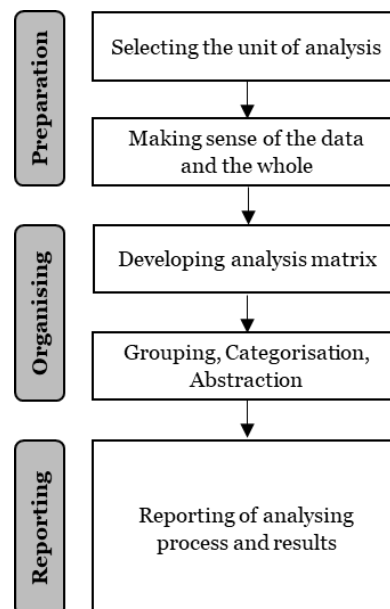 Preparation
Selecting the unit of analysis
Making sense of the data
and the whole
Organising
Developing analysis matrix
Grouping, Categorisation,
Abstraction
Reporting
Reporting of analysing
process and results